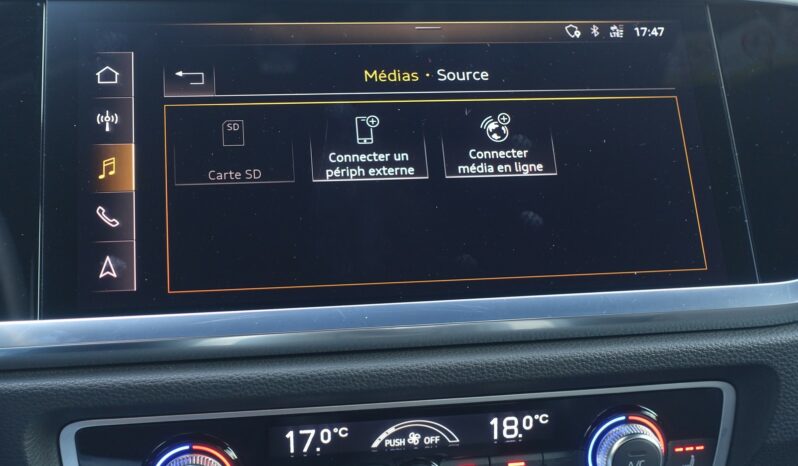 LTE 17:47
Médias · Source
SD
Carte SD
Connecter un
périph externe
Connecter
média en ligne
17.0°C PUSH OFF 18.0°C
A/C